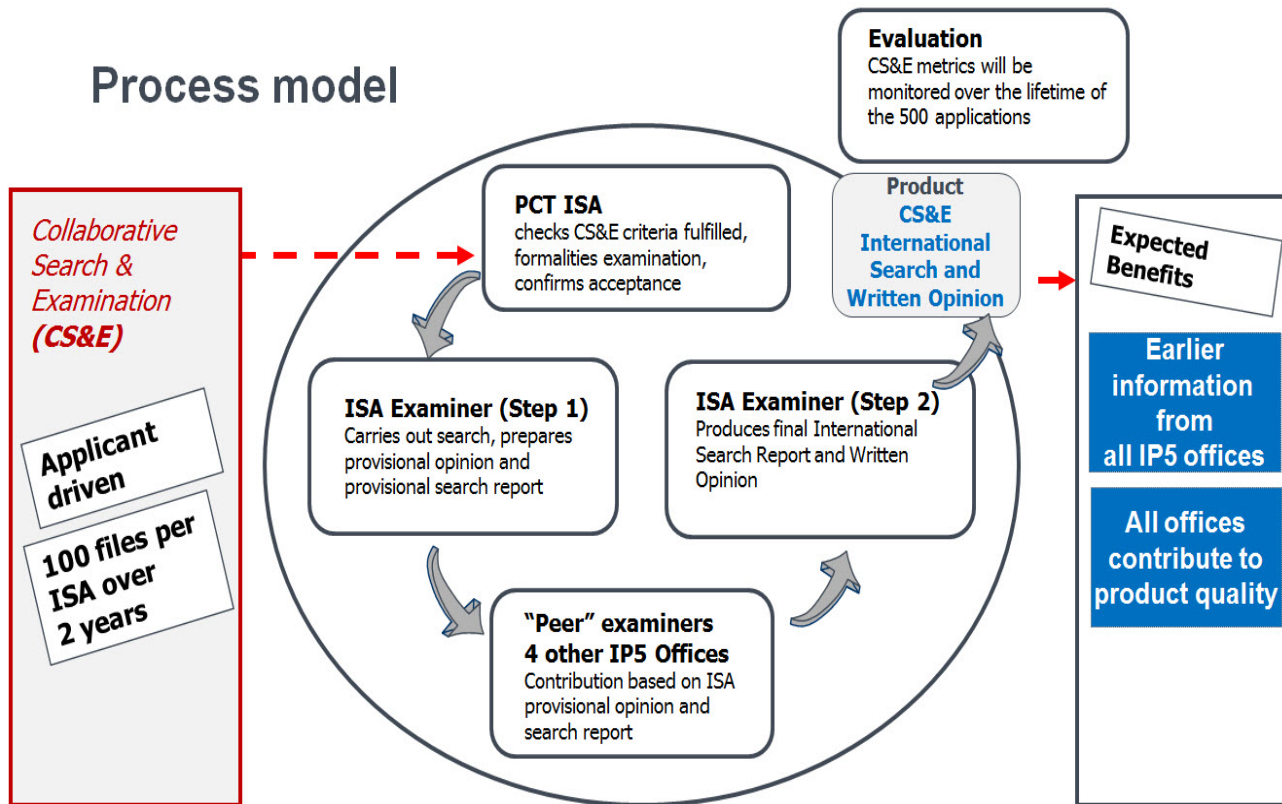 Process model
Evaluation
CS&E metrics will be
monitored over the lifetime of
the 500 applications
Collaborative
Search &
Examination
(CS&E)
Applicant
driven
100 files per
ISA over
2 years
PCT ISA
checks CS&E criteria fulfilled,
formalities examination,
confirms acceptance
ISA Examiner (Step 1)
Carries out search, prepares
provisional opinion and
provisional search report
"Peer" examiners
4 other IP5 Offices
Contribution based on ISA
provisional opinion and
search report
ISA Examiner (Step 2)
Produces final International
Search Report and Written
Opinion
Product
CS&E
International
Search and
Written Opinion
Expected
Benefits
Earlier
information
from
all IP5 offices
All offices
contribute to
product quality